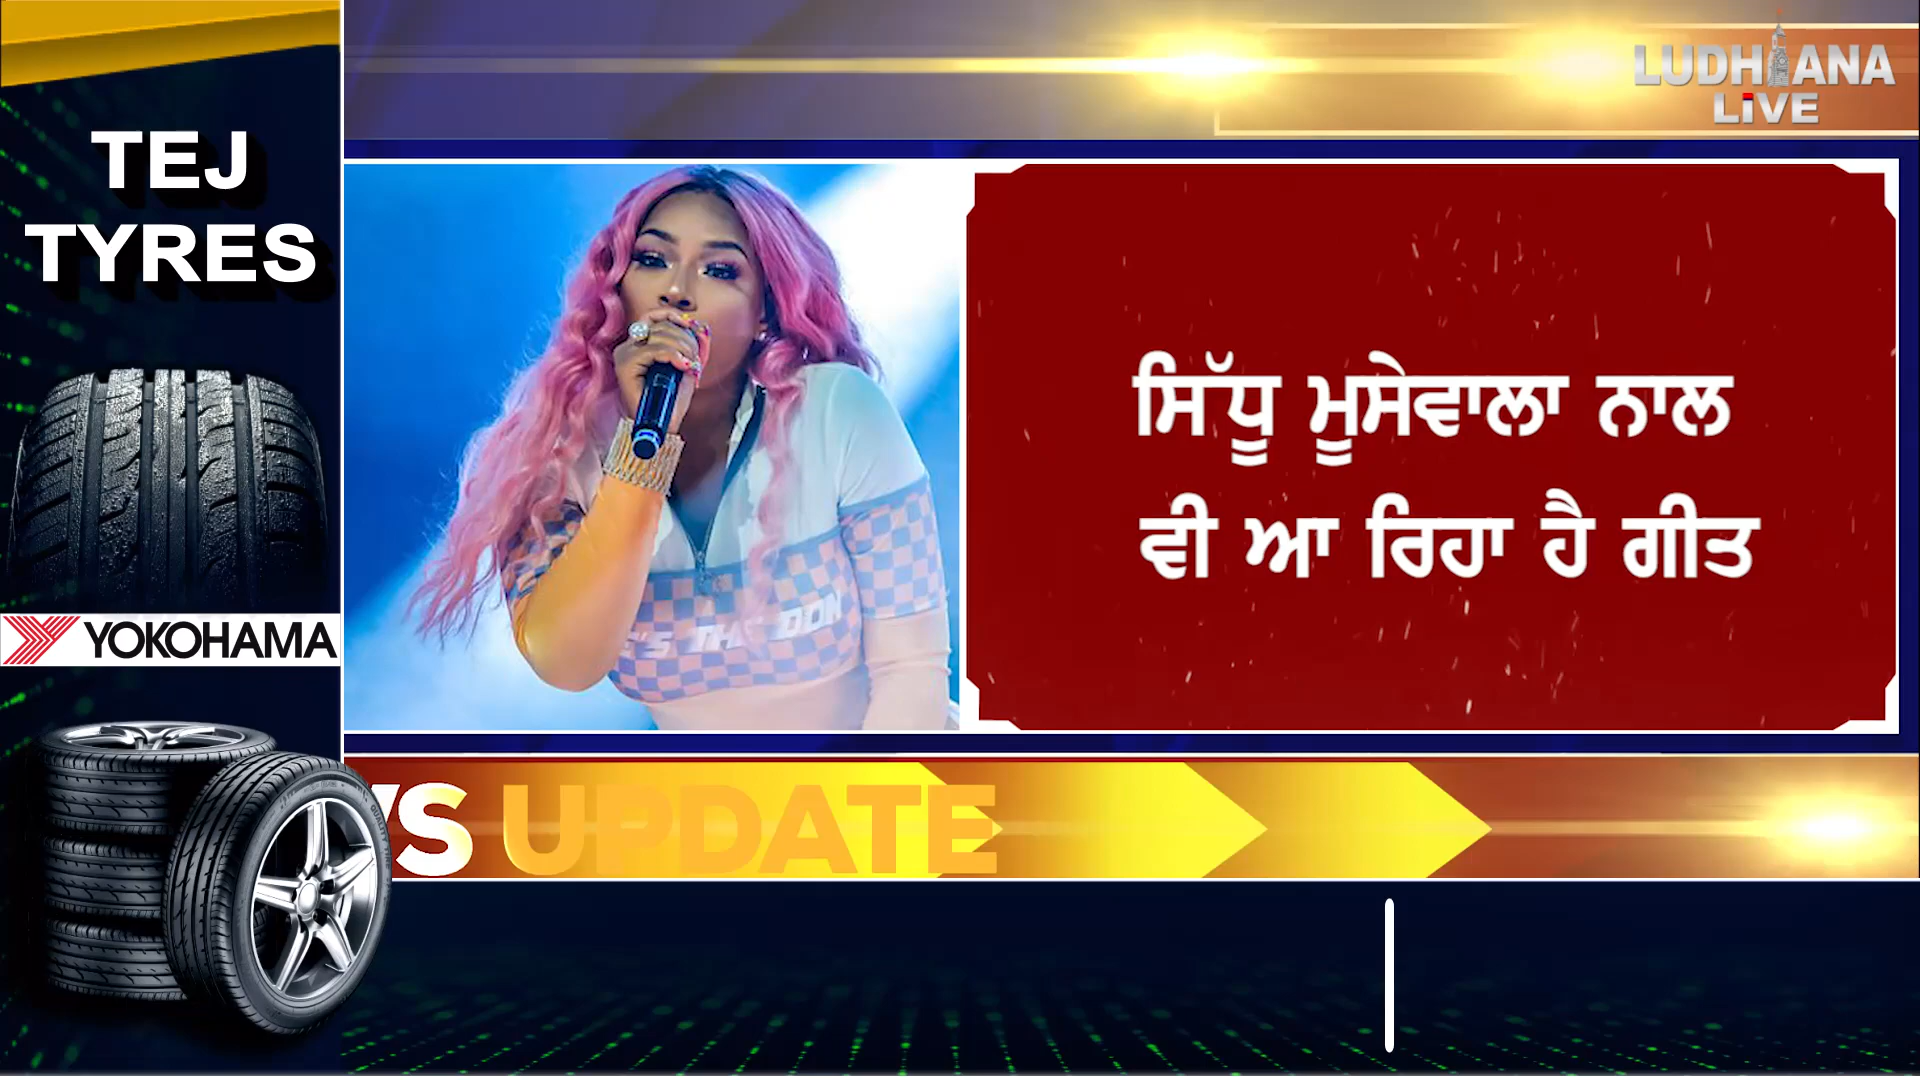 TEJ
TYRES
YOKOHAMA
LUDHIANA
LiVE
ਸਿੱਧੂ ਮੂਸੇਵਾਲਾ ਨਾਲ
ਵੀ ਆ ਰਿਹਾ ਹੈ ਗੀਤ
UPDATE